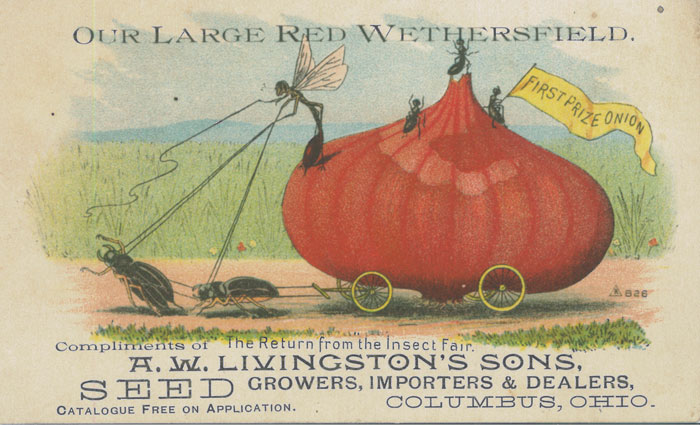 OUR LARGE RED WETHERSFIELD.
FIRST PRIZE ONION
626
Compliments of The Return from the Insect Fair.
A. W. LIVINGSTON'S SONS,
SEED GROWERS, IMPORTERS & DEALERS,
CATALOGUE FREE ON APPLICATION. COLUMBUS, OHIO.